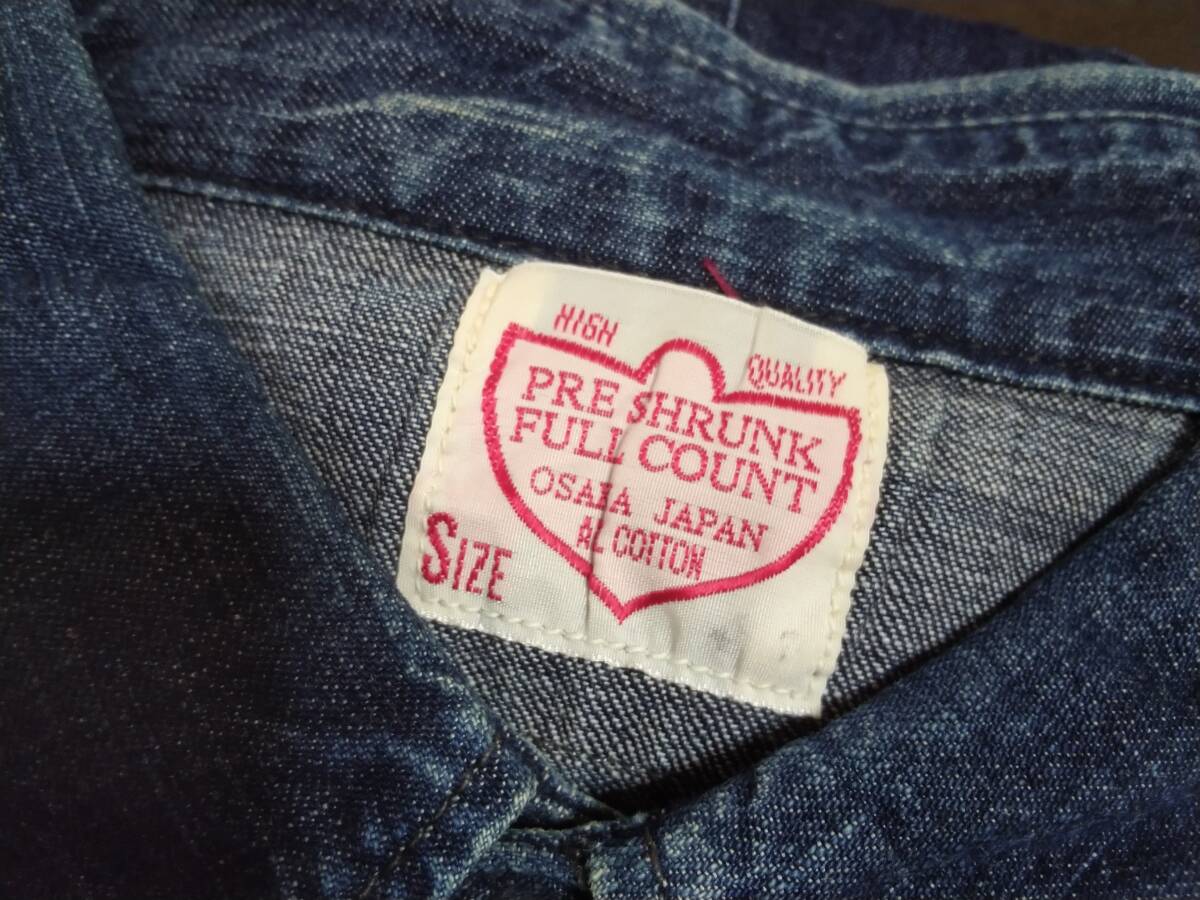 HIGH QUALITY
PRE SHRUNK
FULL COUNT
OSAKA JAPAN
AL COTTON
SIZE